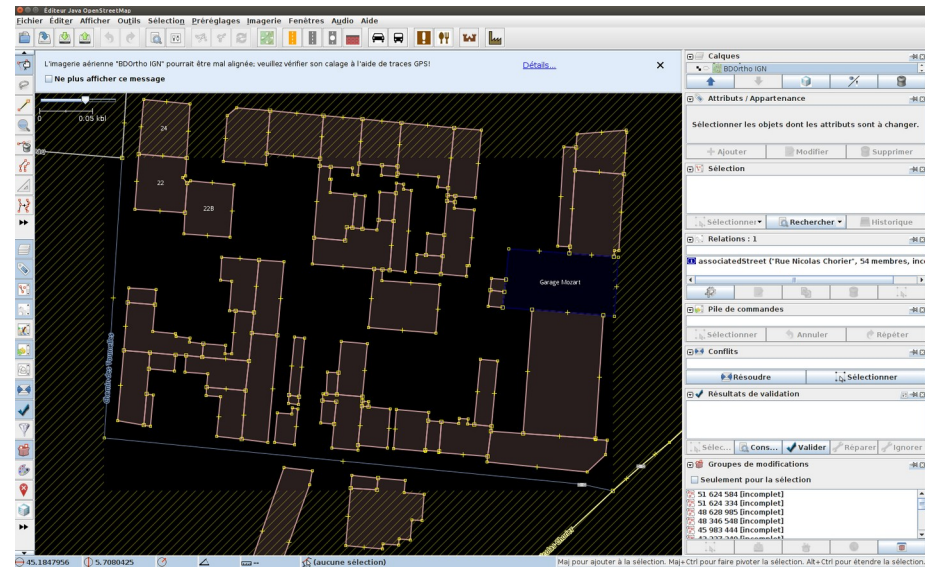 Editeur Java OpenStreetMap
Fichier Éditer Afficher Outils Sélection Préréglages Imagerie Fenêtres Audio Aide
L'imagerie aérienne "BDOrtho IGN" pourrait être mal alignée; veuillez vérifier son calage à l'aide de traces GPS!
Détails...
Ne plus afficher ce message
0
0.05 kbl
24
22
22B
Garage Mozart
Calques
BDOrtho IGN
Attributs / Appartenance
Sélectionner les objets dont les attributs sont à changer.
Ajouter Modifier Supprimer
Sélection
Sélectionner Rechercher Historique
Relations : 1
associatedStreet ("Rue Nicolas Chorier", 54 membres, inco
Pile de commandes
Sélectionner Annuler Répéter
Conflits
Résoudre Sélectionner
Résultats de validation
Sélec... Cons... Valider Réparer Ignorer
Groupes de modifications
Seulement pour la sélection
51 624 584 [incomplet]
51 624 334 [incomplet]
48 628 985 [incomplet]
48 346 548 [incomplet]
45 983 444 [incomplet]
45.1847956 5.7080425 -- (aucune sélection) Maj pour ajouter à la sélection. Maj+Ctrl pour faire pivoter la sélection. Alt+Ctrl pour étendre la sélection.